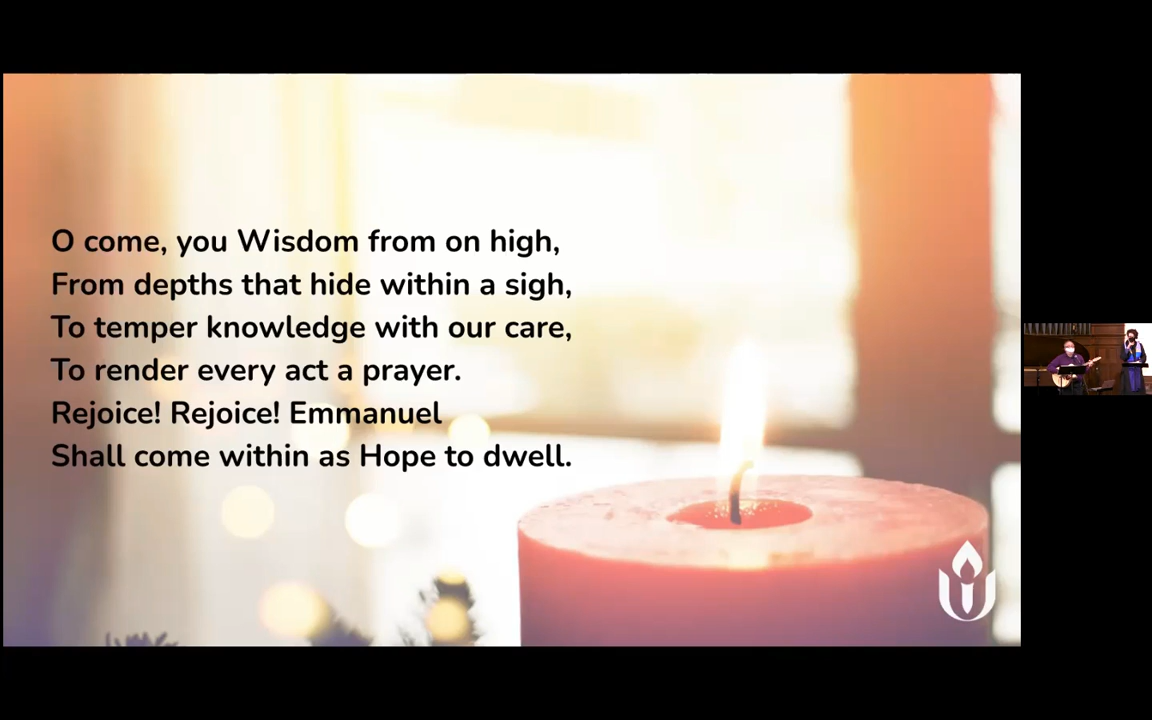 O come, you Wisdom from on high,
From depths that hide within a sigh,
To temper knowledge with our care,
To render every act a prayer.
Rejoice! Rejoice! Emmanuel
Shall come within as Hope to dwell.